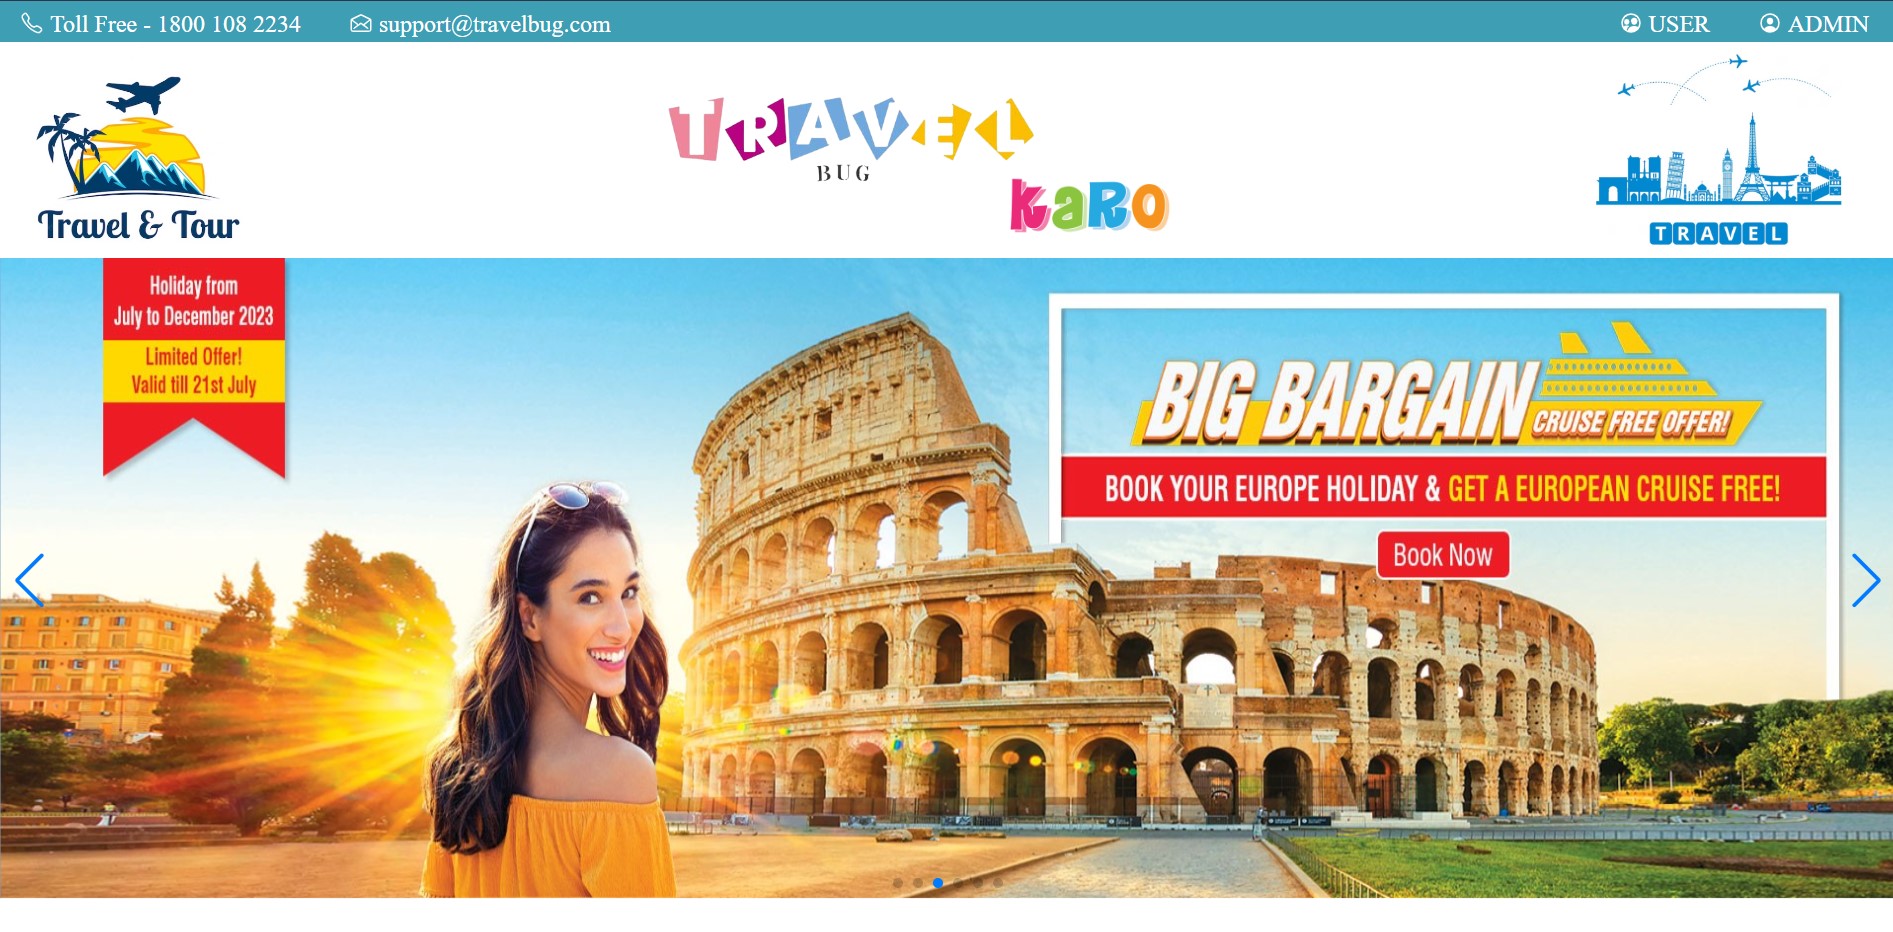 Toll Free - 1800 108 2234
support@travelbug.com
USER
ADMIN
Travel & Tour
TRAVEL
BUG
KaRO
TRAVEL
Holiday from
July to December 2023
Limited Offer!
Valid till 21st July
BIG BARGAIN
CRUISE FREE OFFER!
BOOK YOUR EUROPE HOLIDAY & GET A EUROPEAN CRUISE FREE!
Book Now